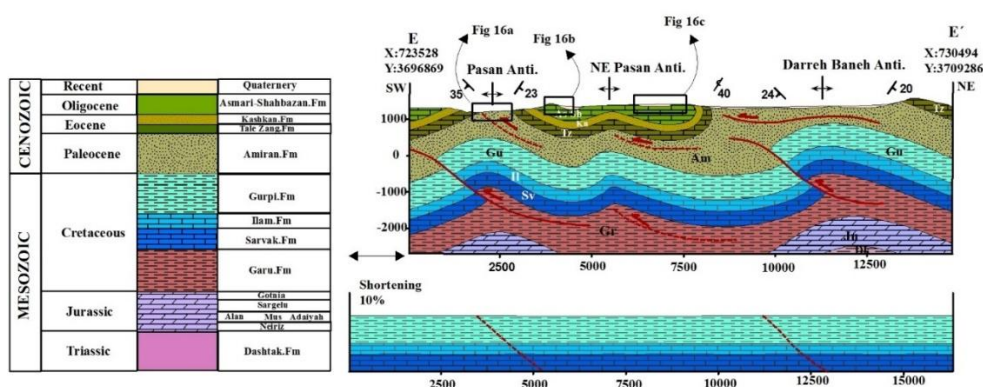 CENOZOIC
MESOZOIC
Recent
Quaternery
Oligocene
Asmari-Shahbazan.Fm
Eocene
Kashkan.Fm
Tale Zang.Fm
Paleocene
Amiran.Fm
Cretaceous
Gurpi.Fm
Ilam.Fm
Sarvak.Fm
Garu.Fm
Jurassic
Gotnia
Sargelu
Alan Mus Adaiyah
Neiriz
Triassic
Dashtak.Fm
Fig 16a
Fig 16b
Fig 16c
E
X:723528
Y:3696869
SW
E´
X:730494
Y:3709286
NE
Pasan Anti.
NE Pasan Anti.
Darreh Baneh Anti.
35
23
40
24
20
1000
0
-1000
-2000
Ka
Tr
Tr
Gu
Am
Gu
Il
Sv
Gr
Ju
2500
5000
7500
10000
12500
Shortening
10%
2500
5000
7500
10000
12500
15000